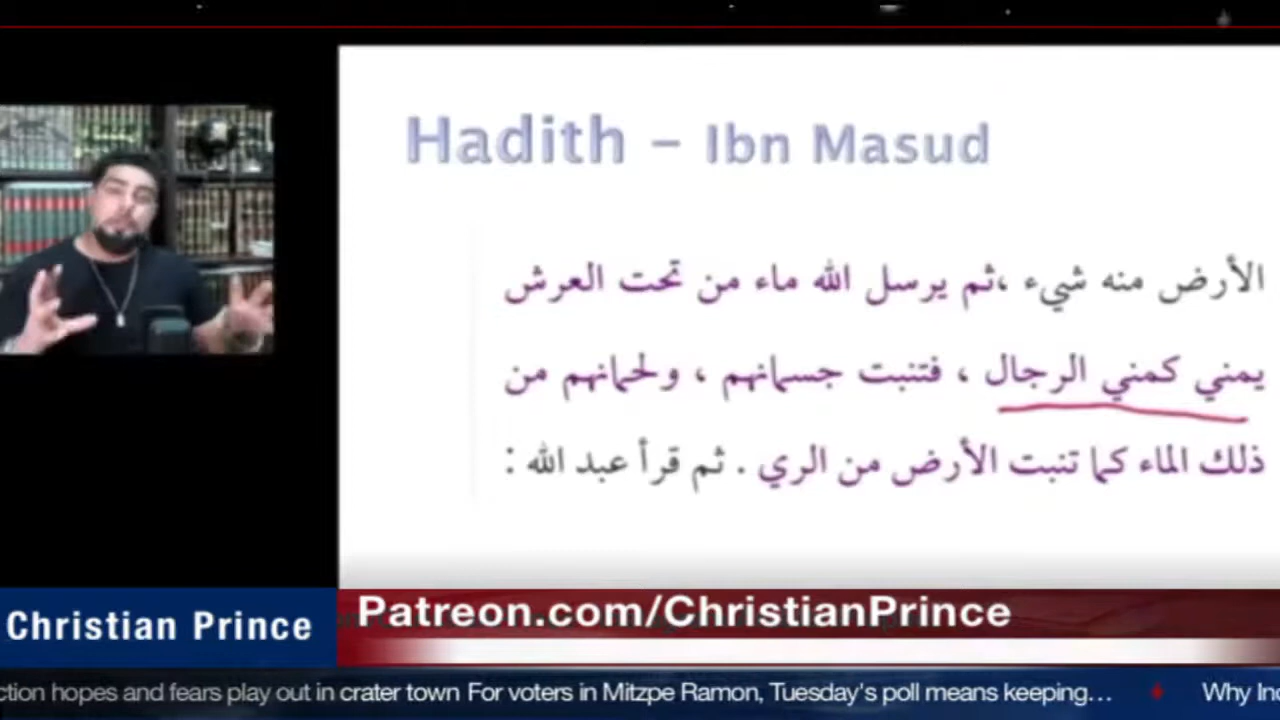 Hadith – Ibn Masud
الأرض منه شيء ،ثم يرسل الله ماء من تحت العرش
يمني كمني الرجال ، فتنبت جسمانهم ، ولحمانهم من
ذلك الماء كما تنبت الأرض من الري . ثم قرأ عبد الله :
Christian Prince
Patreon.com/ChristianPrince
ction hopes and fears play out in crater town For voters in Mitzpe Ramon, Tuesday's poll means keeping... Why